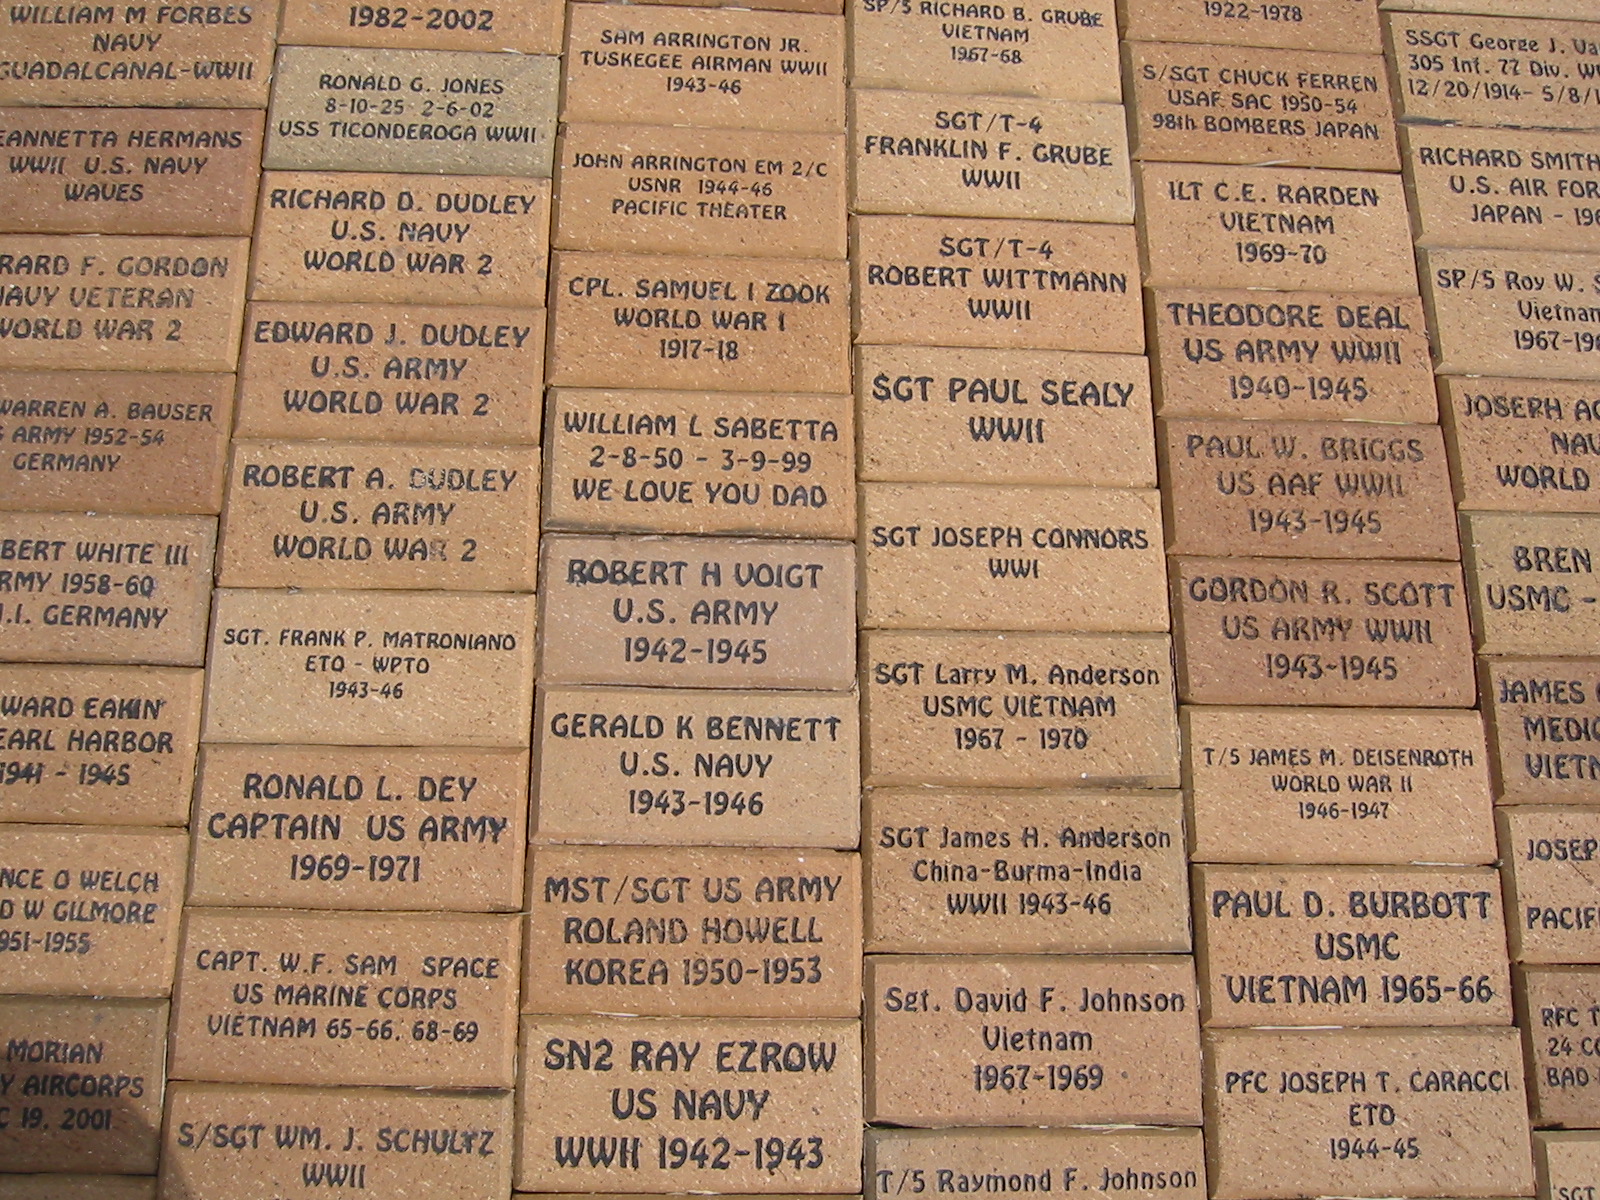 WILLIAM M FORBES
NAVY
GUADALCANAL-WWII
HERMANS
WWII U.S. NAVY
WAVES
F. GORDON
VETERAN
WORLD WAR 2
WARREN A. BAUSER
ARMY 1952-54
GERMANY
WHITE III
1958-60
GERMANY
EAKIN
HARBOR
1941 - 1945
O WELCH
W GILMORE
1951-1955
MORIAN
AIRCORPS
19, 2001
1982-2002
RONALD G. JONES
8-10-25 2-6-02
USS TICONDEROGA WWII
RICHARD D. DUDLEY
U.S. NAVY
WORLD WAR 2
EDWARD J. DUDLEY
U.S. ARMY
WORLD WAR 2
ROBERT A. DUDLEY
U.S. ARMY
WORLD WAR 2
SGT. FRANK P. MATRONIANO
ETO - WPTO
1943-46
RONALD L. DEY
CAPTAIN US ARMY
1969-1971
CAPT. W.F. SAM SPACE
US MARINE CORPS
VIETNAM 65-66, 68-69
S/SGT WM. J. SCHULTZ
WWII
SAM ARRINGTON JR.
TUSKEGEE AIRMAN WWII
1943-46
JOHN ARRINGTON EM 2/C
USNR 1944-46
PACIFIC THEATER
CPL. SAMUEL I ZOOK
WORLD WAR I
1917-18
WILLIAM L SABETTA
2-8-50 - 3-9-99
WE LOVE YOU DAD
ROBERT H VOIGT
U.S. ARMY
1942-1945
GERALD K BENNETT
U.S. NAVY
1943-1946
MST/SGT US ARMY
ROLAND HOWELL
KOREA 1950-1953
SN2 RAY EZROW
US NAVY
WWII 1942-1943
SP/5 RICHARD B. GRUBE
VIETNAM
1967-68
SGT/T-4
FRANKLIN F. GRUBE
WWII
SGT/T-4
ROBERT WITTMANN
WWII
SGT PAUL SEALY
WWII
SGT JOSEPH CONNORS
WWI
SGT Larry M. Anderson
USMC VIETNAM
1967 - 1970
SGT James H. Anderson
China-Burma-India
WWII 1943-46
Sgt. David F. Johnson
Vietnam
1967-1969
T/5 Raymond F. Johnson
1922-1978
S/SGT CHUCK FERREN
USAF SAC 1950-54
98th BOMBERS JAPAN
1LT C.E. RARDEN
VIETNAM
1969-70
THEODORE DEAL
US ARMY WWII
1940-1945
PAUL W. BRIGGS
US AAF WWII
1943-1945
GORDON R. SCOTT
US ARMY WWII
1943-1945
T/5 JAMES M. DEISENROTH
WORLD WAR II
1946-1947
PAUL D. BURBOTT
USMC
VIETNAM 1965-66
PFC JOSEPH T. CARACCI
ETO
1944-45
SSGT George J.
305 Inf. 77 Div.
12/20/1914- 5/8/
RICHARD SMITH
U.S. AIR
JAPAN -
SP/5 Roy W.
Vietnam
1967-
JOSEPH
WORLD
BREN
USMC -
JAMES
24
BAD
SGT